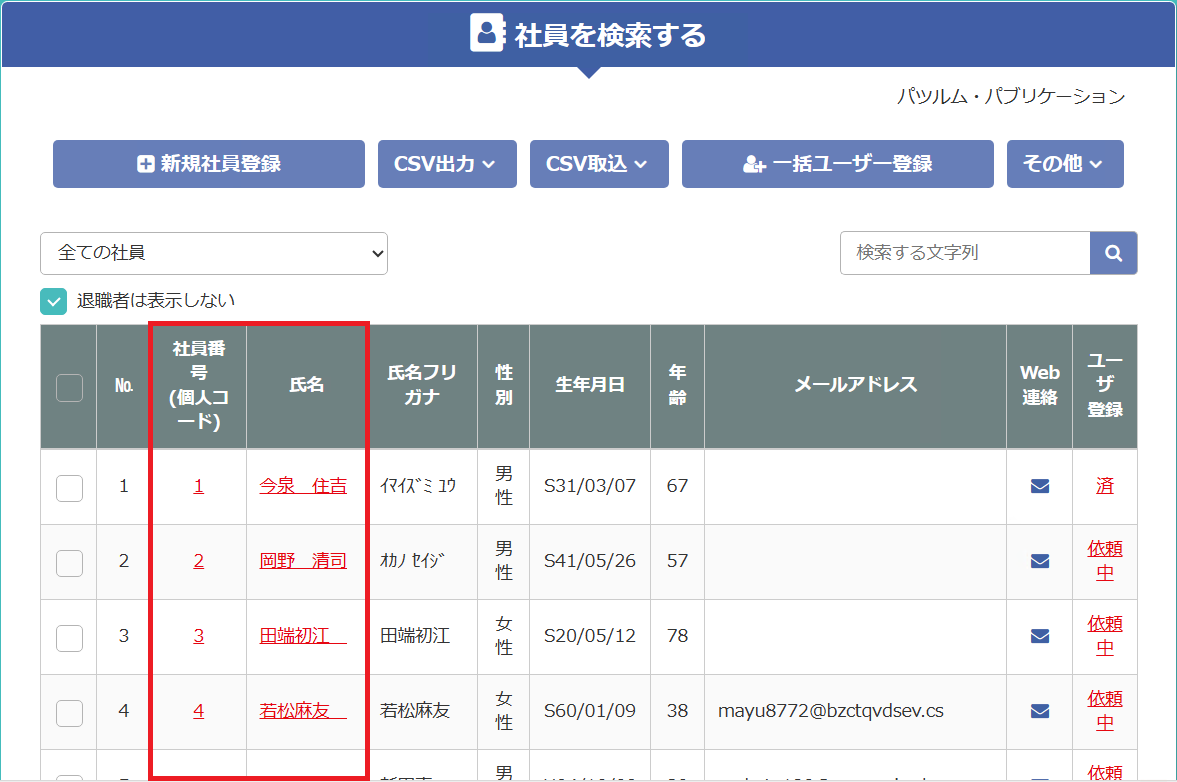 社員を検索する
パツルム・パブリケーション
新規社員登録 CSV出力 CSV取込 一括ユーザー登録 その他
全ての社員 検索する文字列
退職者は表示しない
No. 社員番号(個人コード) 氏名 氏名フリガナ 性別 生年月日 年齢 メールアドレス Web連絡 ユーザ登録
1 1 今泉　住吉 ｲﾏｲｽﾞﾐ ﾕｳ 男性 S31/03/07 67 済
2 2 岡野　清司 ｵｶﾉ ｾｲｼﾞ 男性 S41/05/26 57 依頼中
3 3 田端初江 田端初江 女性 S20/05/12 78 依頼中
4 4 若松麻友 若松麻友 女性 S60/01/09 38 mayu8772@bzctqvdsev.cs 依頼中
男 依頼